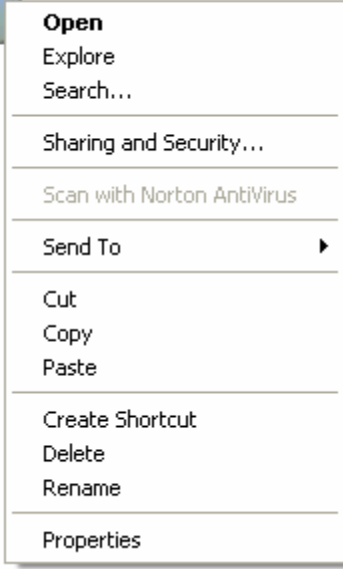 Open
Explore
Search...
Sharing and Security...
Scan with Norton AntiVirus
Send To
Cut
Copy
Paste
Create Shortcut
Delete
Rename
Properties